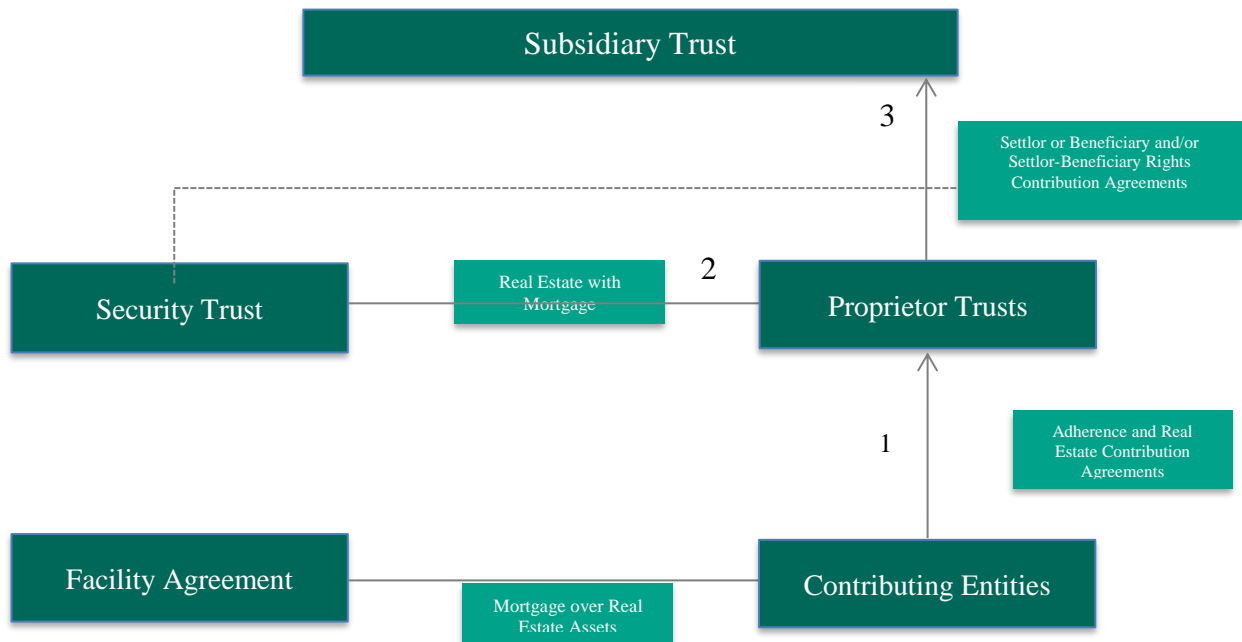 Subsidiary Trust
3
Settlor or Beneficiary and/or
Settlor-Beneficiary Rights
Contribution Agreements
Security Trust
Real Estate with
Mortgage
2
Proprietor Trusts
1
Adherence and Real
Estate Contribution
Agreements
Facility Agreement
Mortgage over Real
Estate Assets
Contributing Entities